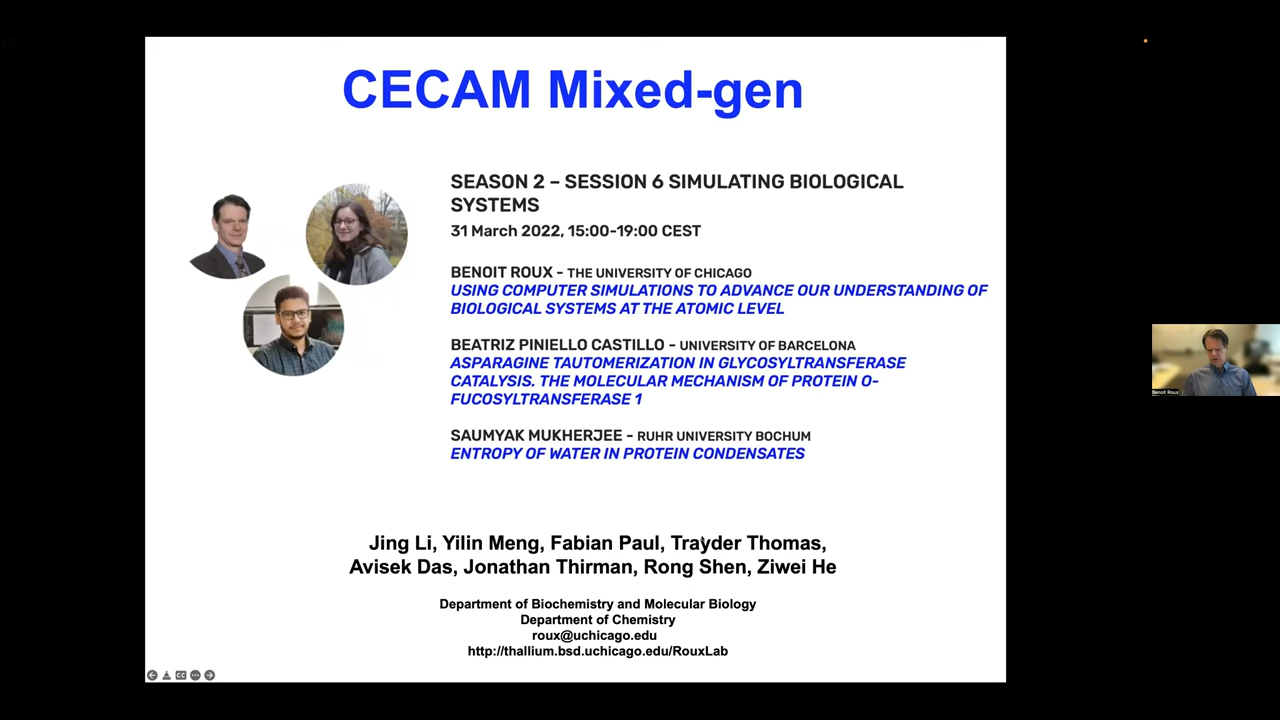 CECAM Mixed-gen
SEASON 2 – SESSION 6 SIMULATING BIOLOGICAL
SYSTEMS
31 March 2022, 15:00-19:00 CEST
BENOIT ROUX - THE UNIVERSITY OF CHICAGO
USING COMPUTER SIMULATIONS TO ADVANCE OUR UNDERSTANDING OF
BIOLOGICAL SYSTEMS AT THE ATOMIC LEVEL
BEATRIZ PINIELLO CASTILLO - UNIVERSITY OF BARCELONA
ASPARAGINE TAUTOMERIZATION IN GLYCOSYLTRANSFERASE
CATALYSIS. THE MOLECULAR MECHANISM OF PROTEIN O-
FUCOSYLTRANSFERASE 1
SAUMYAK MUKHERJEE - RUHR UNIVERSITY BOCHUM
ENTROPY OF WATER IN PROTEIN CONDENSATES
Jing Li, Yilin Meng, Fabian Paul, Trayder Thomas,
Avisek Das, Jonathan Thirman, Rong Shen, Ziwei He
Department of Biochemistry and Molecular Biology
Department of Chemistry
roux@uchicago.edu
http://thallium.bsd.uchicago.edu/RouxLab
Benoit Roux